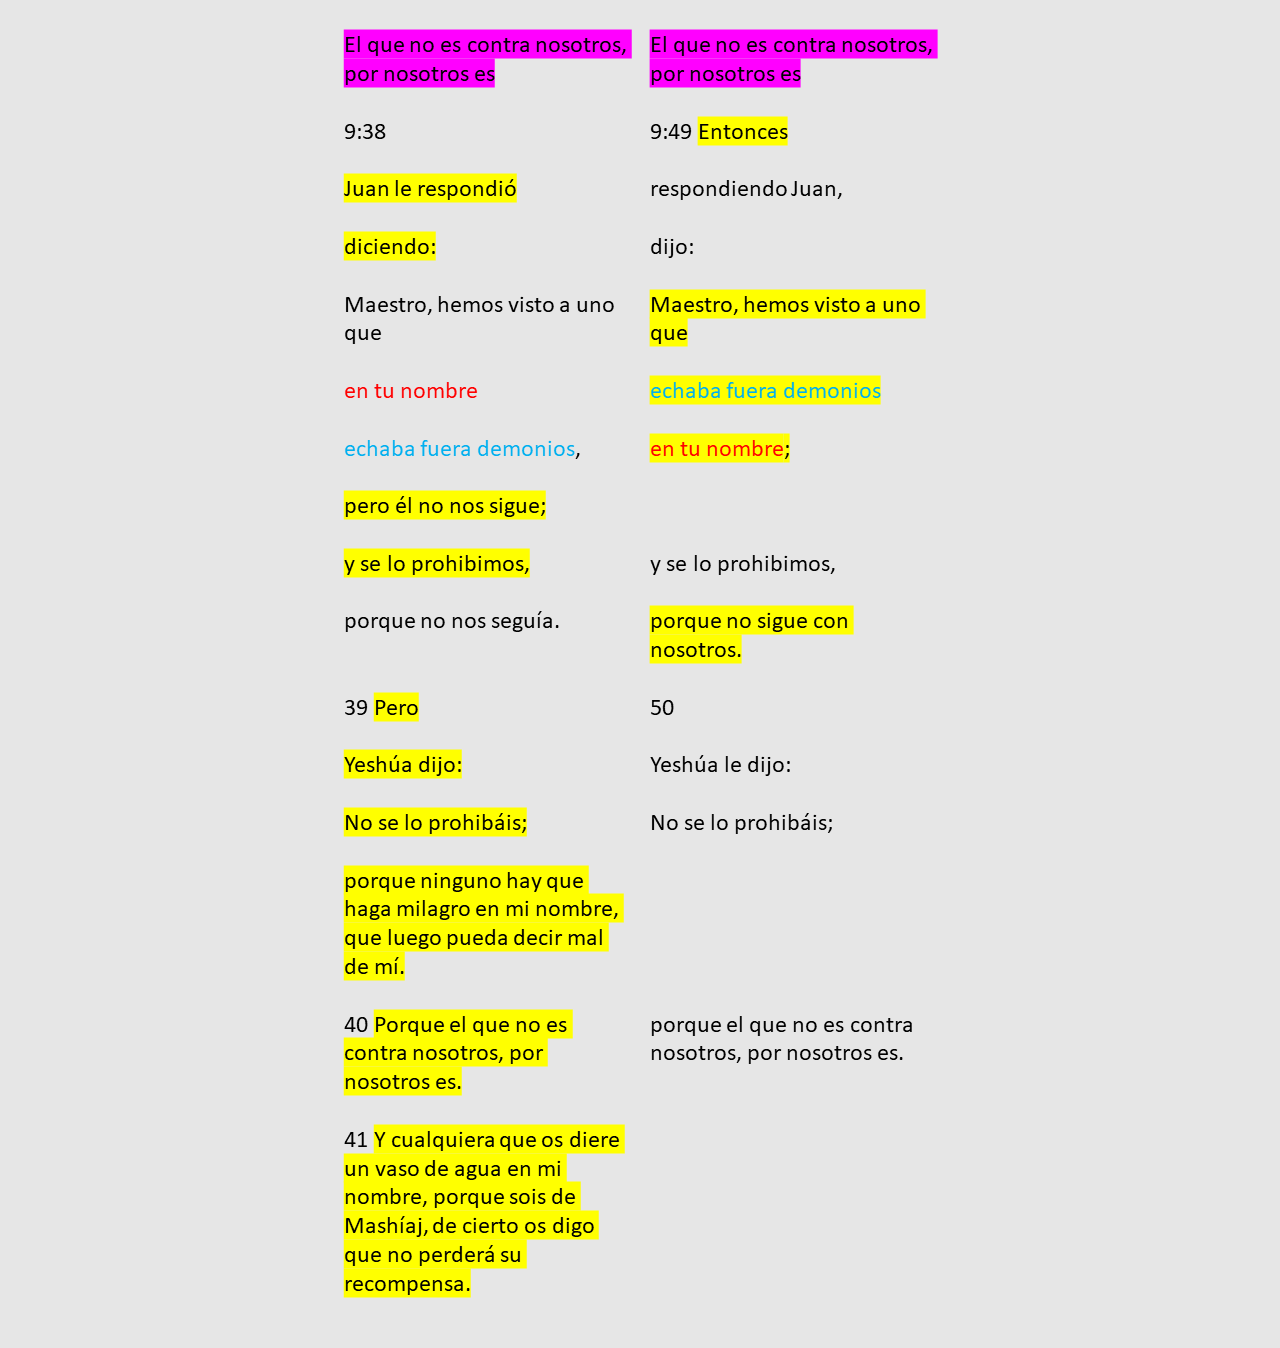 El que no es contra nosotros,
por nosotros es
9:38
Juan le respondió
diciendo:
Maestro, hemos visto a uno
que
en tu nombre
echaba fuera demonios,
pero él no nos sigue;
y se lo prohibimos,
porque no nos seguía.
39 Pero
Yeshúa dijo:
No se lo prohibáis;
porque ninguno hay que
haga milagro en mi nombre,
que luego pueda decir mal
de mí.
40 Porque el que no es
contra nosotros, por
nosotros es.
41 Y cualquiera que os diere
un vaso de agua en mi
nombre, porque sois de
Mashíaj, de cierto os digo
que no perderá su
recompensa.
El que no es contra nosotros,
por nosotros es
9:49 Entonces
respondiendo Juan,
dijo:
Maestro, hemos visto a uno
que
echaba fuera demonios
en tu nombre;
y se lo prohibimos,
porque no sigue con
nosotros.
50
Yeshúa le dijo:
No se lo prohibáis;
porque el que no es contra
nosotros, por nosotros es.